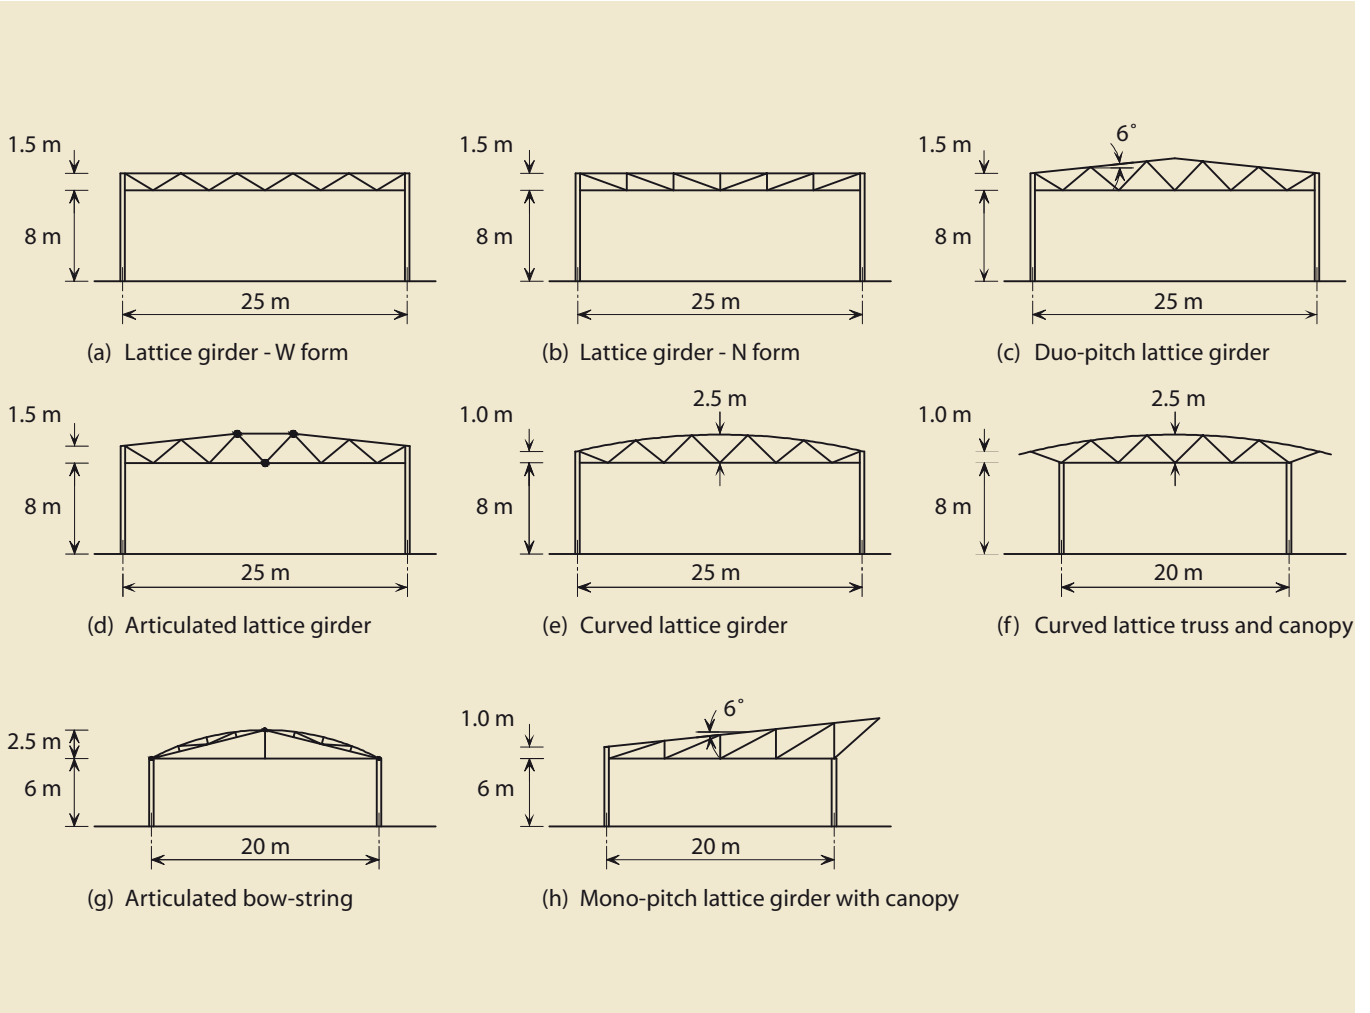 1.5 m
8 m
25 m
(a) Lattice girder - W form
1.5 m
8 m
25 m
(b) Lattice girder - N form
6˚
1.5 m
8 m
25 m
(c) Duo-pitch lattice girder
1.5 m
8 m
25 m
(d) Articulated lattice girder
2.5 m
1.0 m
8 m
25 m
(e) Curved lattice girder
2.5 m
1.0 m
8 m
20 m
(f) Curved lattice truss and canopy
2.5 m
6 m
20 m
(g) Articulated bow-string
6˚
1.0 m
6 m
20 m
(h) Mono-pitch lattice girder with canopy